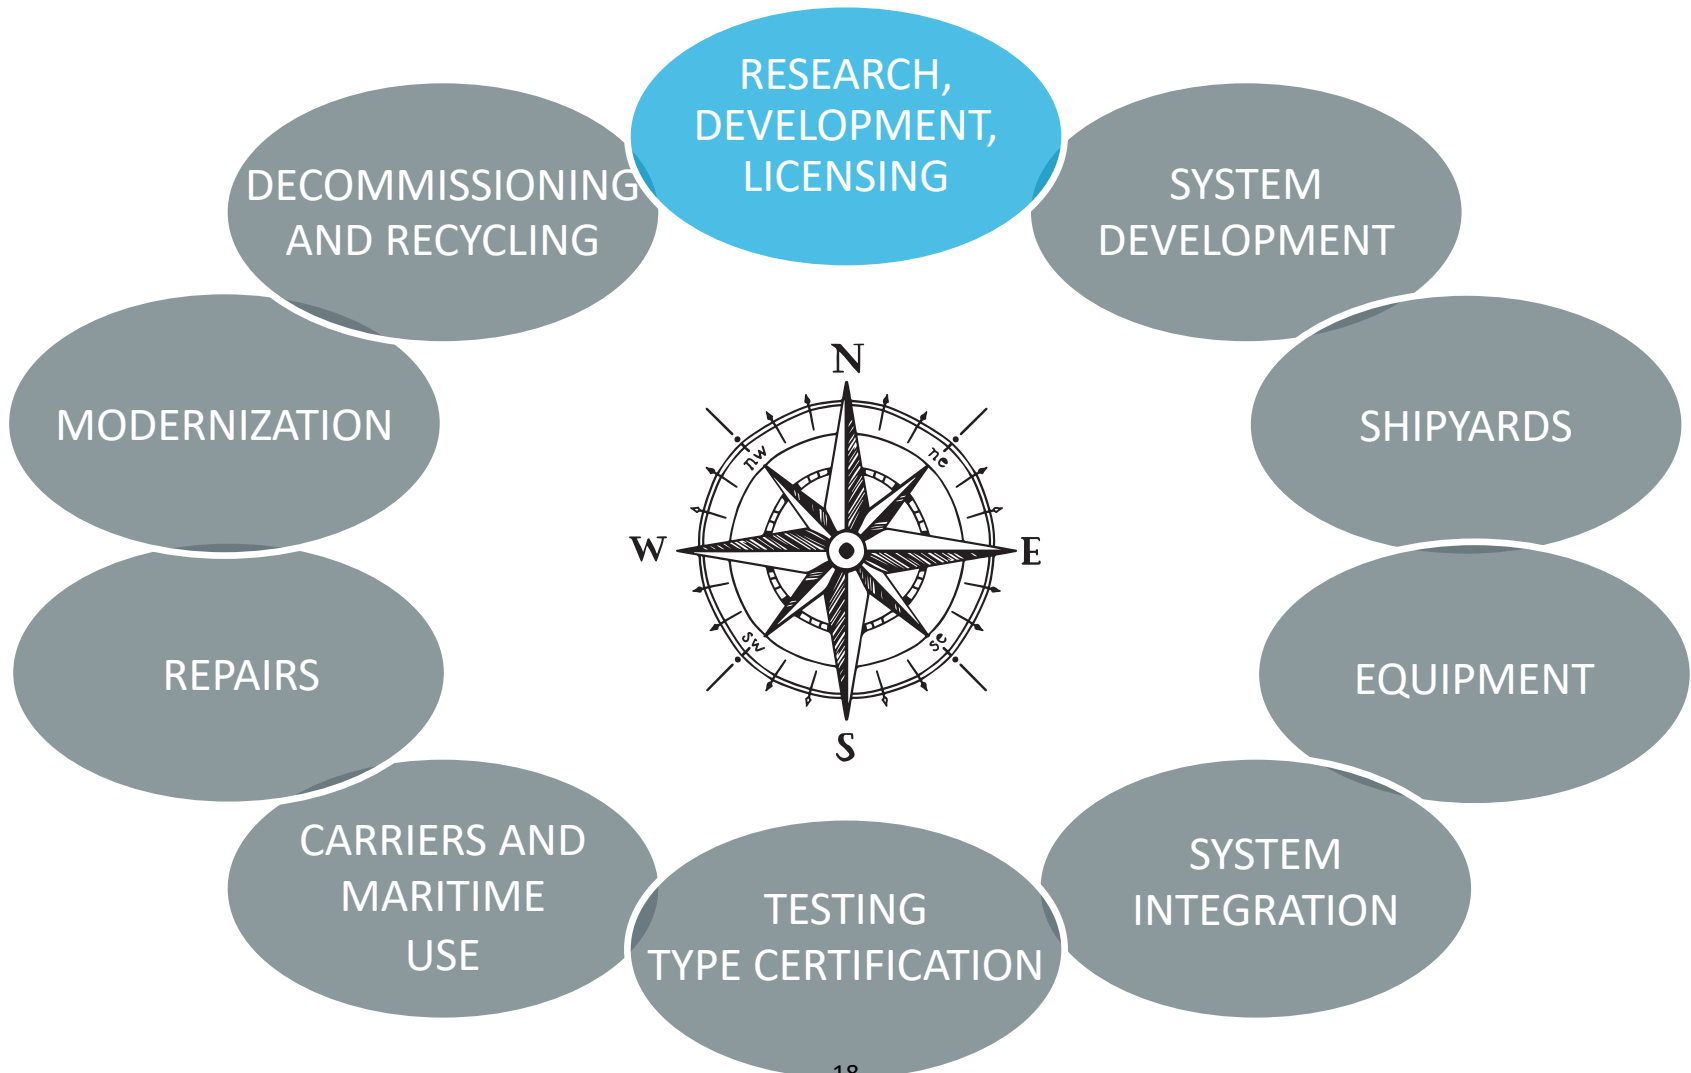 RESEARCH,
DEVELOPMENT,
LICENSING
DECOMMISSIONING
AND RECYCLING
SYSTEM
DEVELOPMENT
MODERNIZATION
SHIPYARDS
N
nw
ne
W
E
sw
se
S
REPAIRS
EQUIPMENT
CARRIERS AND
MARITIME
USE
TESTING
TYPE CERTIFICATION
SYSTEM
INTEGRATION
18